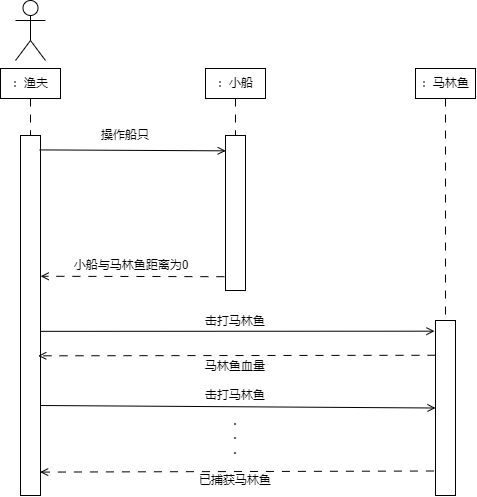 : 渔夫
: 小船
: 马林鱼
操作船只
小船与马林鱼距离为0
击打马林鱼
马林鱼血量
击打马林鱼
.
.
.
已捕获马林鱼